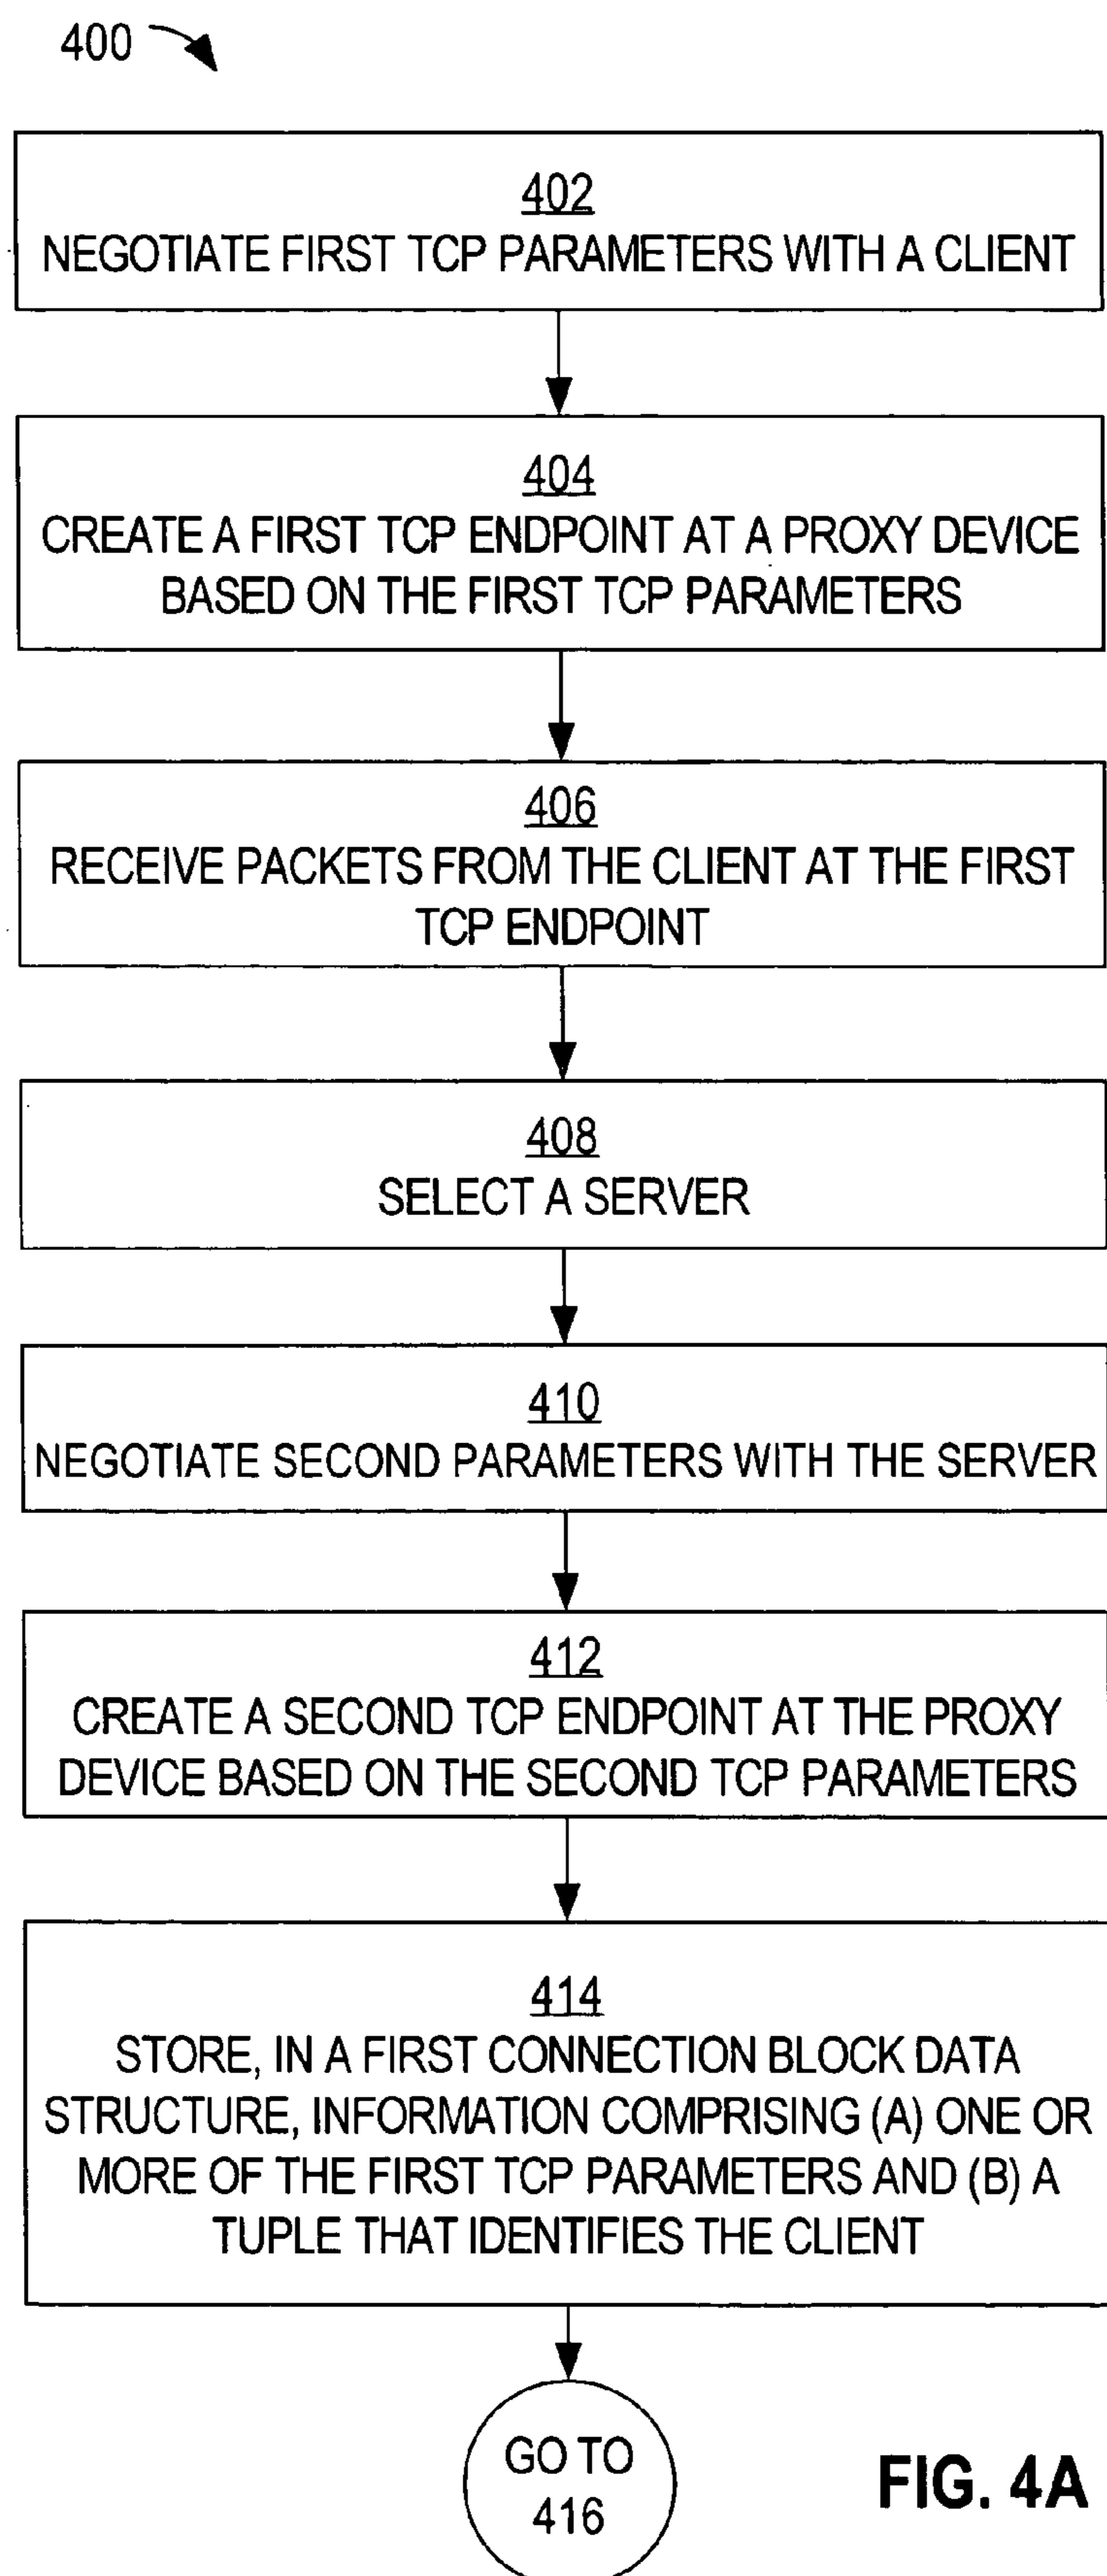 400
402
NEGOTIATE FIRST TCP PARAMETERS WITH A CLIENT
404
CREATE A FIRST TCP ENDPOINT AT A PROXY DEVICE
BASED ON THE FIRST TCP PARAMETERS
406
RECEIVE PACKETS FROM THE CLIENT AT THE FIRST
TCP ENDPOINT
408
SELECT A SERVER
410
NEGOTIATE SECOND PARAMETERS WITH THE SERVER
412
CREATE A SECOND TCP ENDPOINT AT THE PROXY
DEVICE BASED ON THE SECOND TCP PARAMETERS
414
STORE, IN A FIRST CONNECTION BLOCK DATA
STRUCTURE, INFORMATION COMPRISING (A) ONE OR
MORE OF THE FIRST TCP PARAMETERS AND (B) A
TUPLE THAT IDENTIFIES THE CLIENT
GO TO
416
FIG. 4A